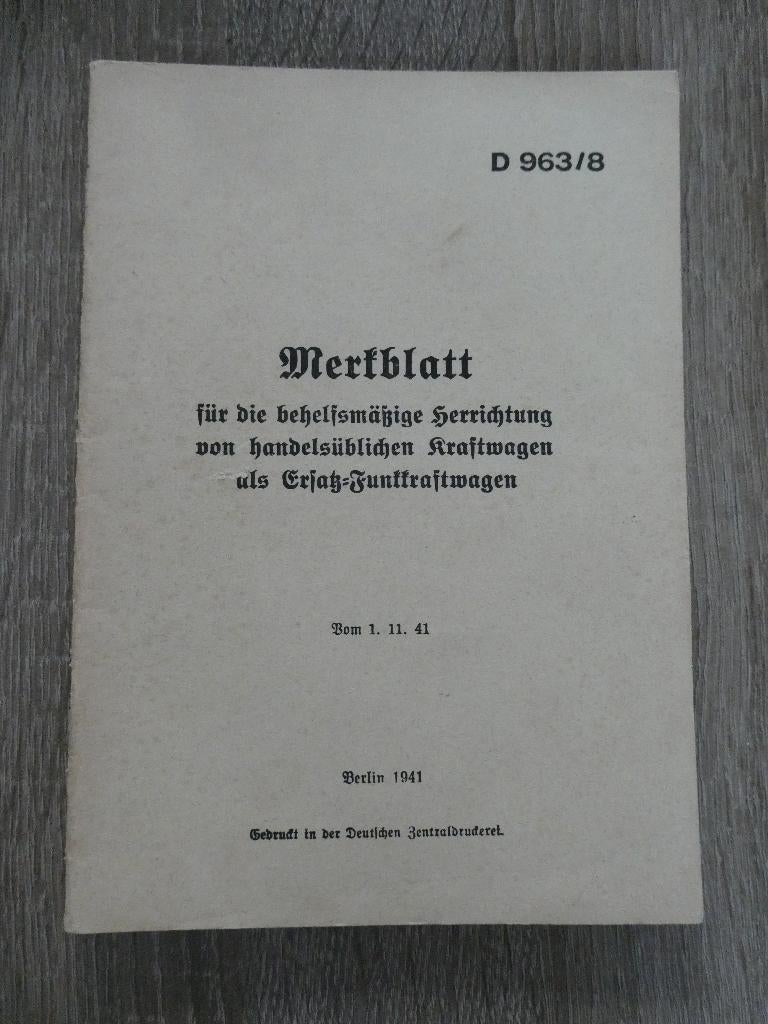 D 963/8
Merkblatt
für die behelfsmäßige Herrichtung
von handelsüblichen Kraftwagen
als Ersatz=Funkkraftwagen
Vom 1. 11. 41
Berlin 1941
Gedruckt in der Deutschen Zentraldruckerei.